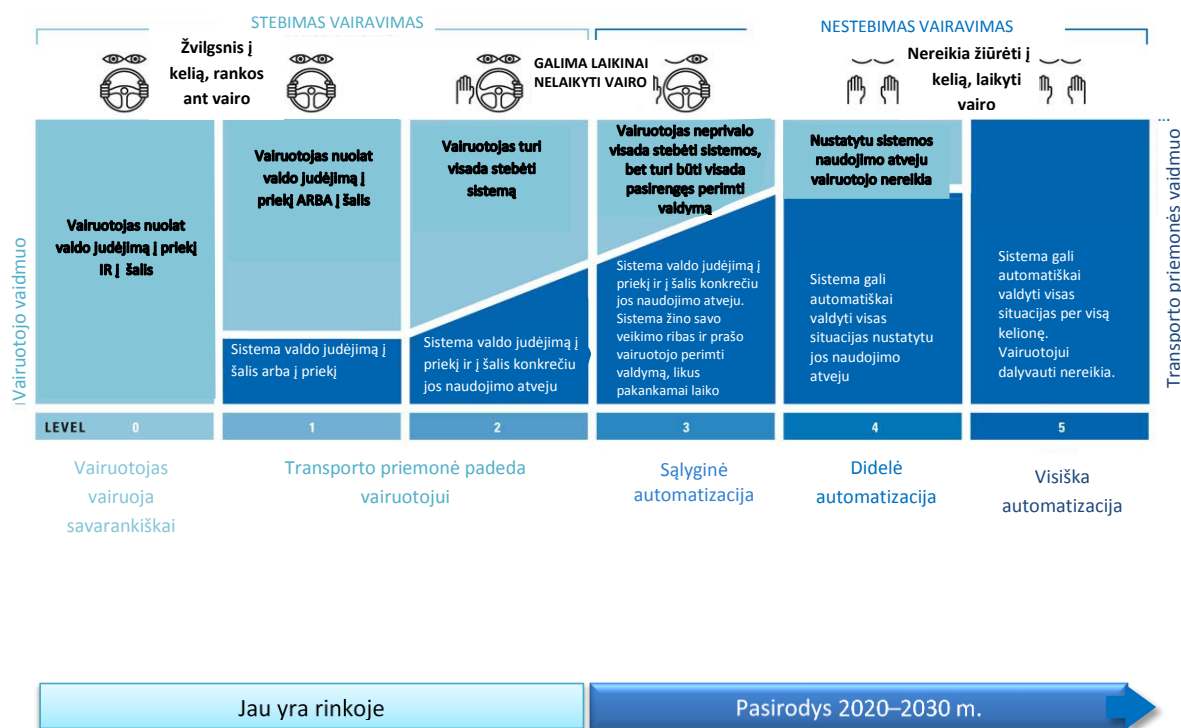 STEBIMAS VAIRAVIMAS
NESTEBIMAS VAIRAVIMAS
Žvilgsnis į
kelią, rankos
ant vairo
GALIMA LAIKINAI
NELAIKYTI VAIRO
Nereikia žiūrėti į
kelią, laikyti
vairo
...
Vairuotojo vaidmuo
Vairuotojas nuolat
valdo judėjimą į priekį
IR į šalis
Vairuotojas nuolat
valdo judėjimą į
priekį ARBA į šalis
Sistema valdo judėjimą į
šalis arba į priekį
Vairuotojas turi
visada stebėti
sistemą
Sistema valdo judėjimą į
priekį ir į šalis konkrečiu
jos naudojimo atveju
Vairuotojas neprivalo
visada stebėti sistemos,
bet turi būti visada
pasirengęs perimti
valdymą
Sistema valdo judėjimą į
priekį ir į šalis konkrečiu
jos naudojimo atveju.
Sistema žino savo
veikimo ribas ir prašo
vairuotojo perimti
valdymą, likus
pakankamai laiko
Nustatytu sistemos
naudojimo atveju
vairuotojo nereikia
Sistema gali
automatiškai
valdyti visas
situacijas nustatytu
jos naudojimo
atveju
Sistema gali
automatiškai
valdyti visas
situacijas per visą
kelionę.
Vairuotojui
dalyvauti nereikia.
Transporto priemonės vaidmuo
LEVEL 0 1 2 3 4 5
Vairuotojas
vairuoja
savarankiškai
Transporto priemonė padeda
vairuotojui
Sąlyginė
automatizacija
Didelė
automatizacija
Visiška
automatizacija
Jau yra rinkoje
Pasirodys 2020–2030 m.